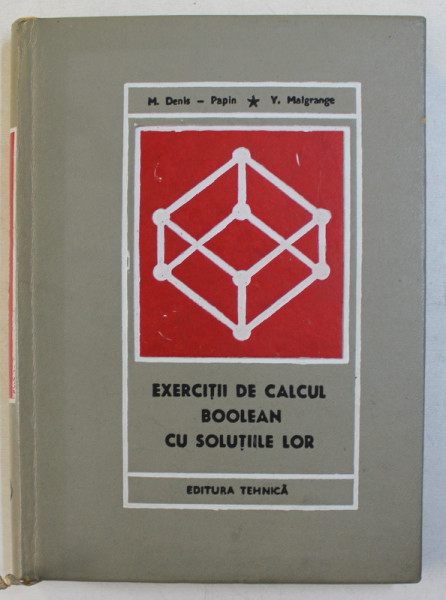 M. Denis – Papin ★ Y. Malgrange
EXERCIȚII DE CALCUL
BOOLEAN
CU SOLUȚIILE LOR
EDITURA TEHNICĂ